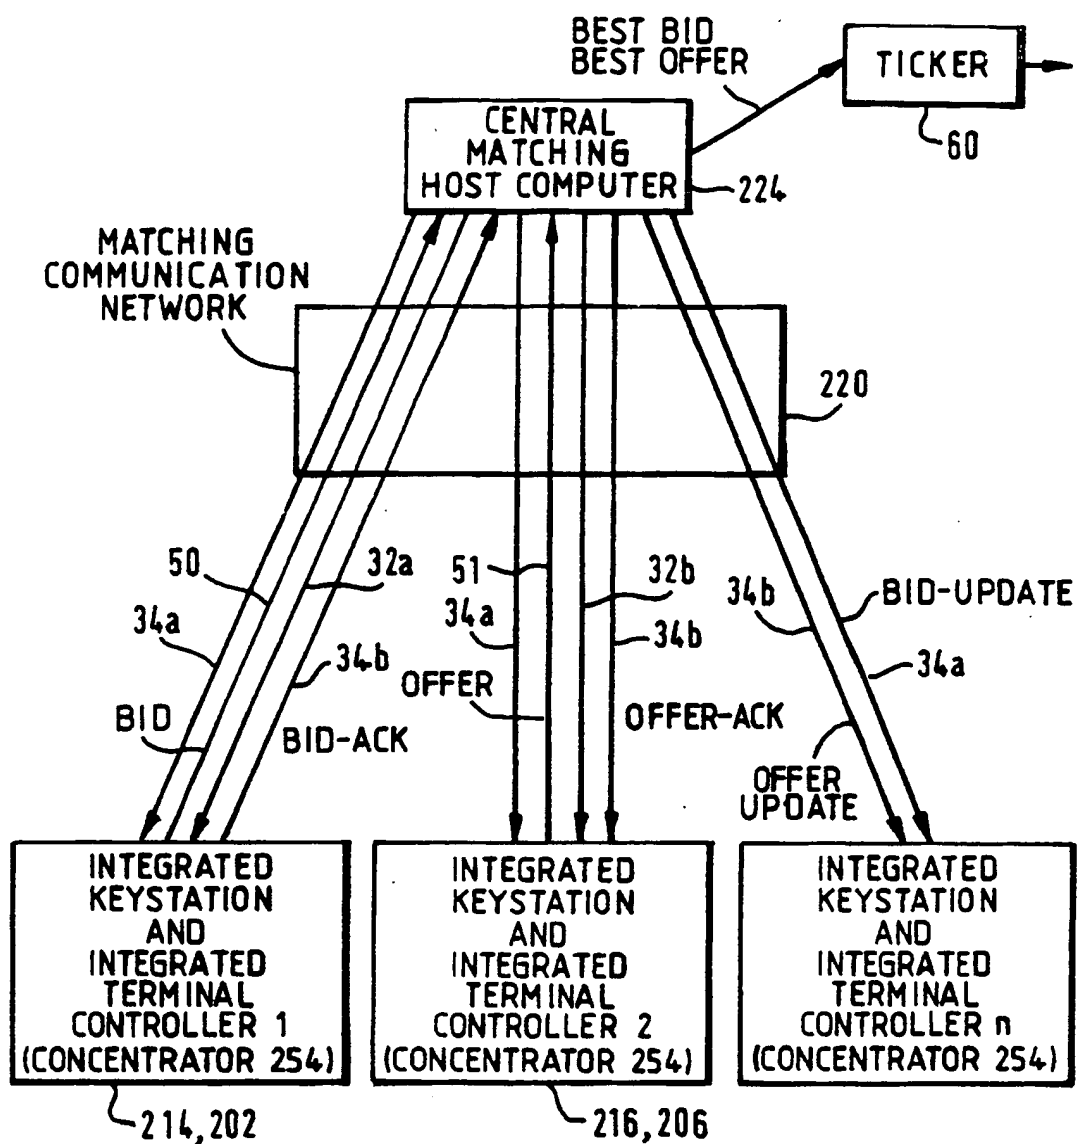 BEST BID
BEST OFFER
TICKER
60
CENTRAL
MATCHING
HOST COMPUTER
224
MATCHING
COMMUNICATION
NETWORK
220
50
32a
51
32b
34b
BID-UPDATE
34a
34a
34b
34a
34b
OFFER
BID
BID-ACK
OFFER-ACK
OFFER
UPDATE
INTEGRATED
KEYSTATION
AND
INTEGRATED
TERMINAL
CONTROLLER 1
(CONCENTRATOR 254)
214,202
INTEGRATED
KEYSTATION
AND
INTEGRATED
TERMINAL
CONTROLLER 2
(CONCENTRATOR 254)
216,206
INTEGRATED
KEYSTATION
AND
INTEGRATED
TERMINAL
CONTROLLER n
(CONCENTRATOR 254)